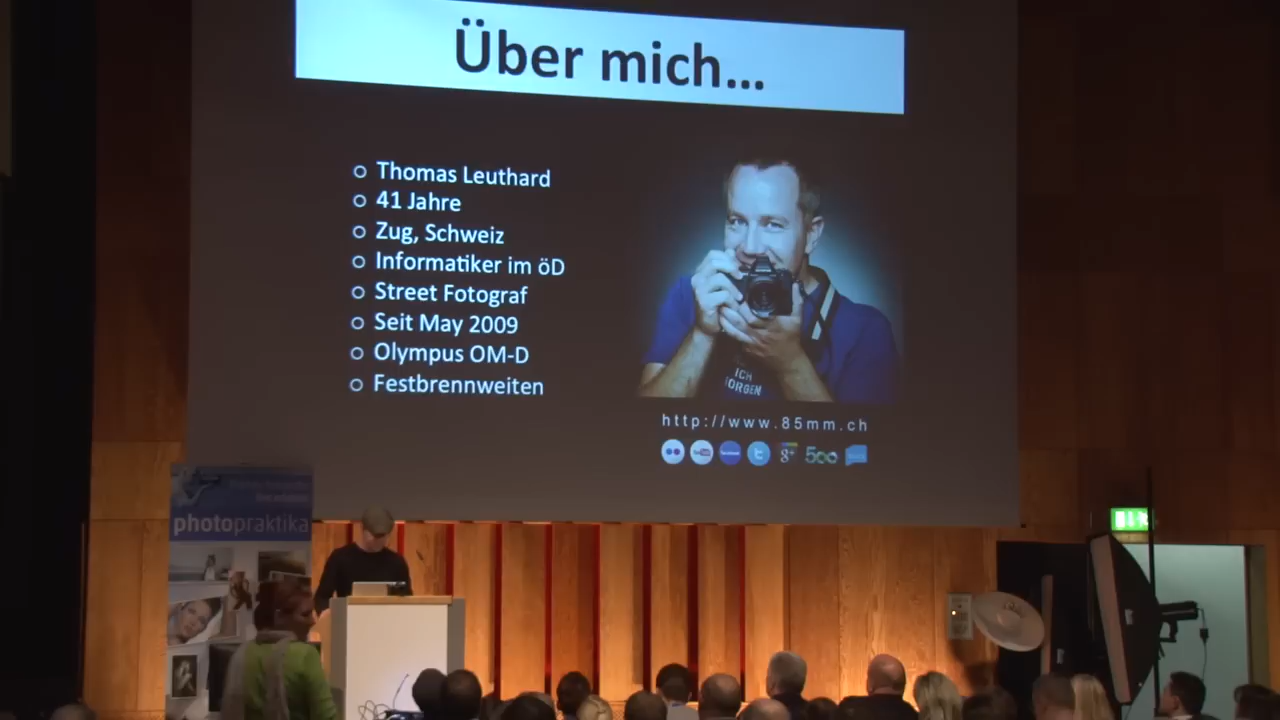 Über mich...
Thomas Leuthard
41 Jahre
Zug, Schweiz
Informatiker im öD
Street Fotograf
Seit May 2009
Olympus OM-D
Festbrennweiten
ICH
http://www.85mm.ch
photopraktika